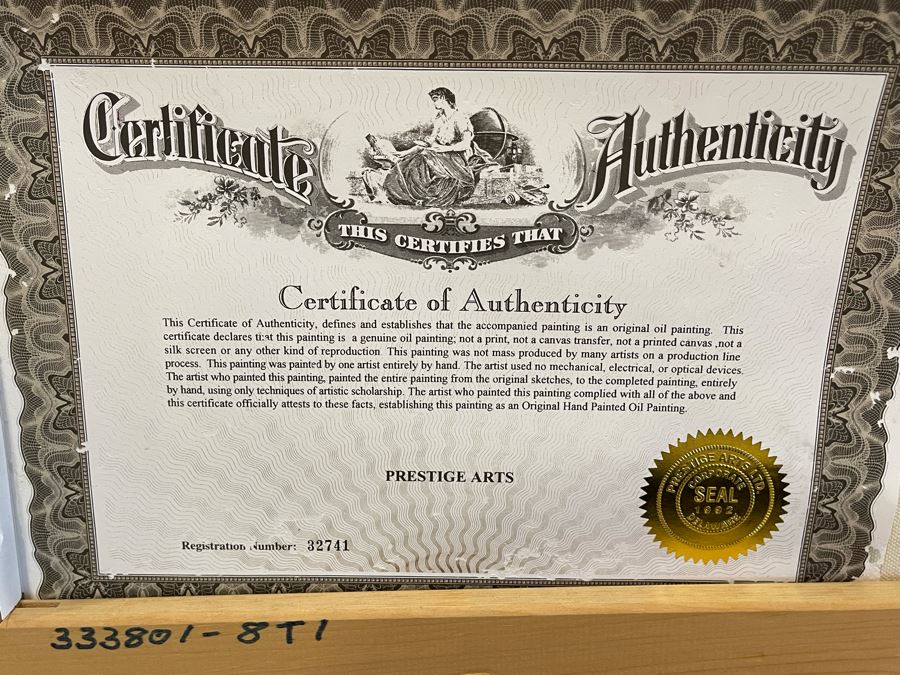 Certificate
Authenticity
THIS CERTIFIES THAT
Certificate of Authenticity
This Certificate of Authenticity, defines and establishes that the accompanied painting is an original oil painting. This
certificate declares that this painting is a genuine oil painting; not a print, not a canvas transfer, not a printed canvas ,not a
silk screen or any other kind of reproduction. This painting was not mass produced by many artists on a production line
process. This painting was painted by one artist entirely by hand. The artist used no mechanical, electrical, or optical devices.
The artist who painted this painting, painted the entire painting from the original sketches, to the completed painting, entirely
by hand, using only techniques of artistic scholarship. The artist who painted this painting complied with all of the above and
this certificate officially attests to these facts, establishing this painting as an Original Hand Painted Oil Painting.
PRESTIGE ARTS
PRESTIGE ARTS LTD.
CORPORATE
SEAL
1992
DELAWARE
Registration Number: 32741
333801-8T1